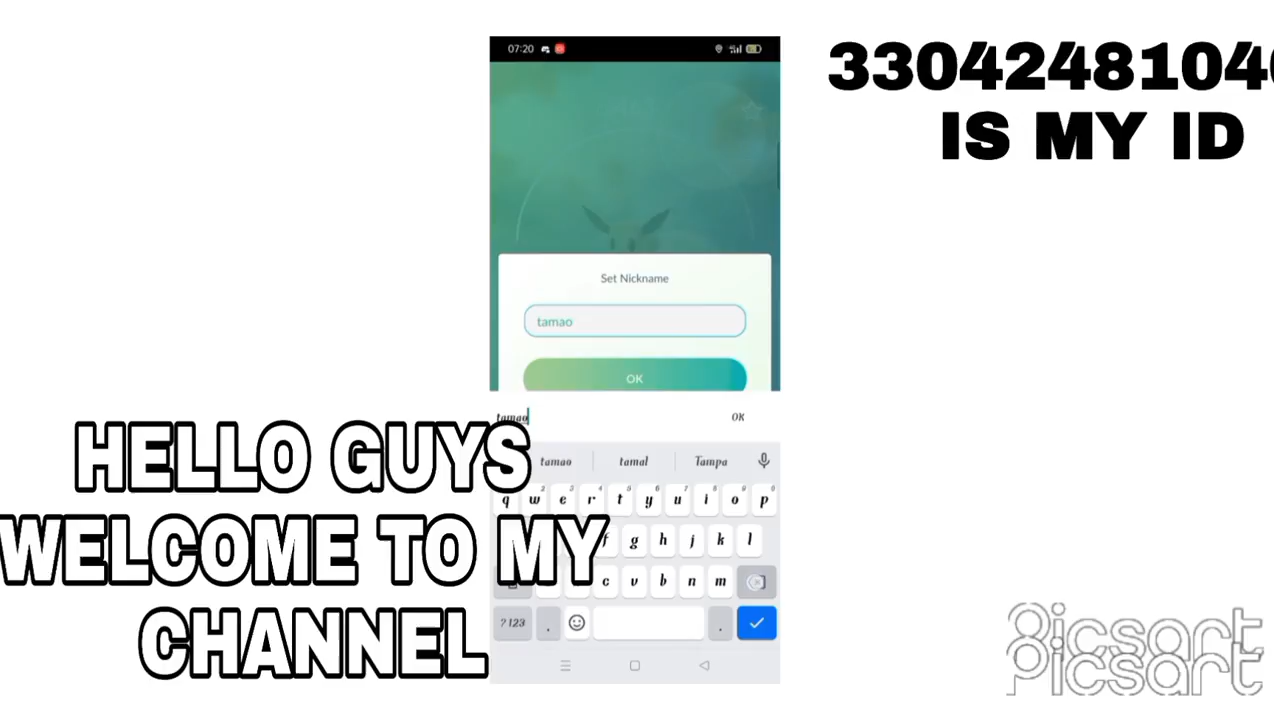 07:20
33042481040
IS MY ID
Set Nickname
tamao
OK
tamao
OK
tamao tamal Tampa
q w e r t y u i o p
f g h j k l
c v b n m
?123 , .
HELLO GUYS
WELCOME TO MY
CHANNEL
Picsart
Picsart